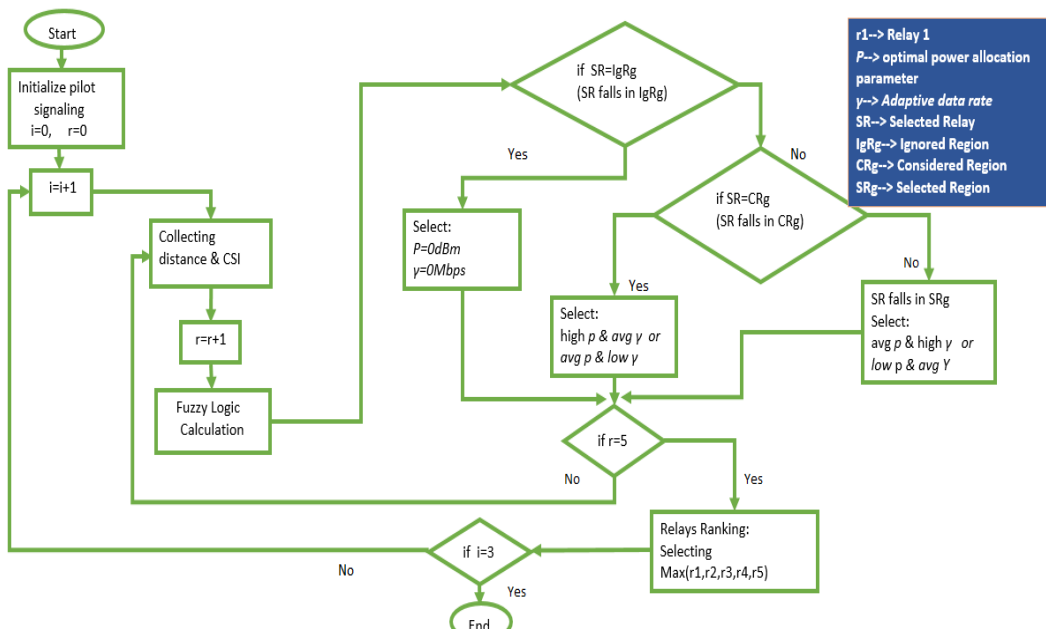 Start
Initialize pilot
signaling
i=0, r=0
i=i+1
Collecting
distance & CSI
r=r+1
Fuzzy Logic
Calculation
if SR=IgRg
(SR falls in IgRg)
Yes
No
Select:
P=0dBm
γ=0Mbps
if SR=CRg
(SR falls in CRg)
Yes
No
Select:
high p & avg γ or
avg p & low γ
SR falls in SRg
Select:
avg p & high γ or
low p & avg Y
if r=5
No
Yes
Relays Ranking:
Selecting
Max(r1,r2,r3,r4,r5)
if i=3
No
Yes
End
r1--> Relay 1
P--> optimal power allocation
parameter
γ--> Adaptive data rate
SR--> Selected Relay
IgRg--> Ignored Region
CRg--> Considered Region
SRg--> Selected Region